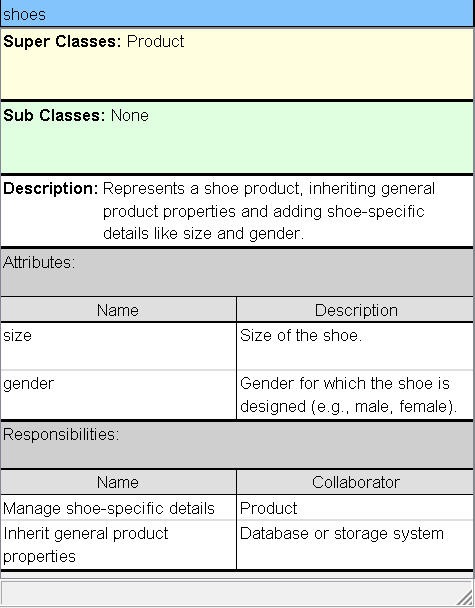 shoes
Super Classes: Product
Sub Classes: None
Description: Represents a shoe product, inheriting general
product properties and adding shoe-specific
details like size and gender.
Attributes:
Name Description
size Size of the shoe.
gender Gender for which the shoe is
designed (e.g., male, female).
Responsibilities:
Name Collaborator
Manage shoe-specific details Product
Inherit general product Database or storage system
properties